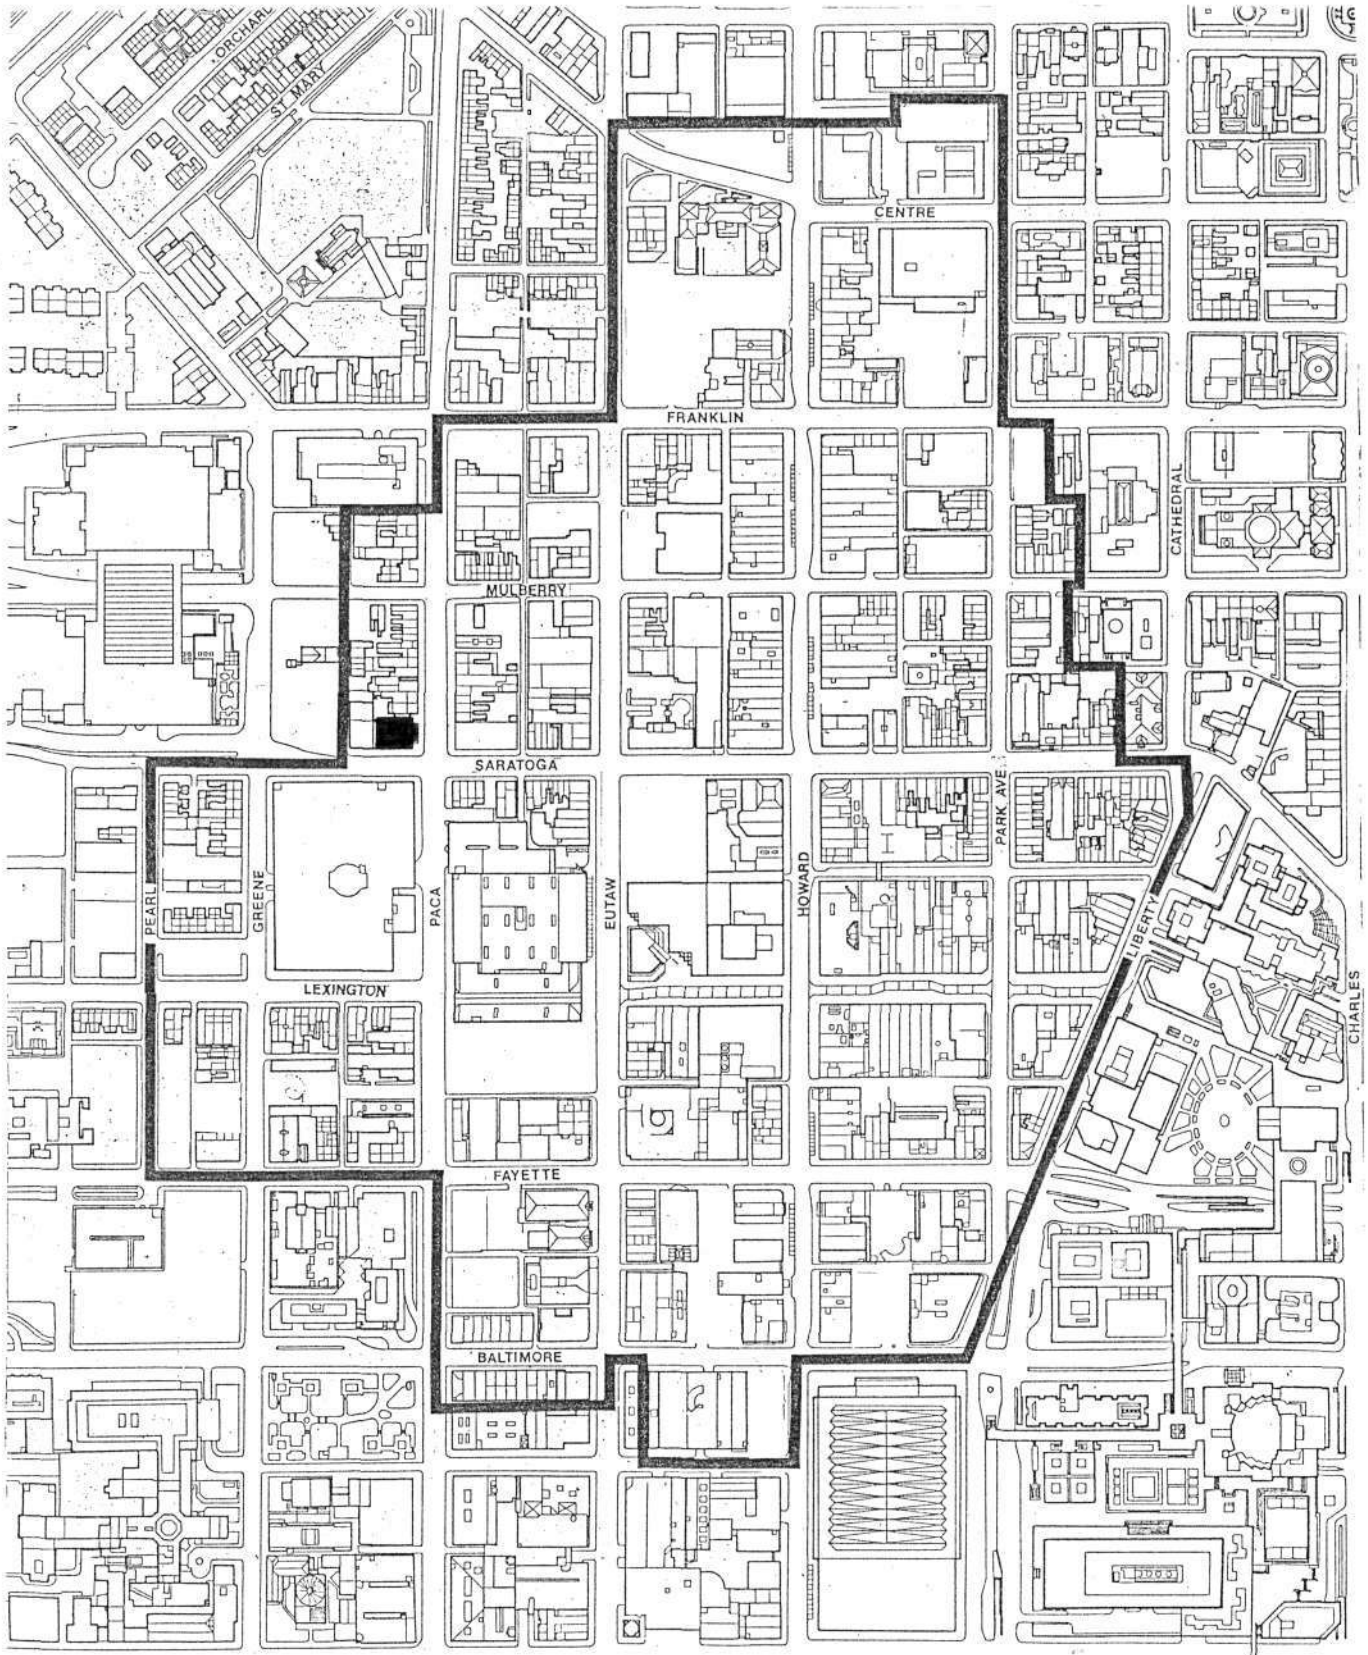 ORCHARD
ST MARY
CENTRE
FRANKLIN
CATHEDRAL
MULBERRY
SARATOGA
PARK AVE
PEARL
GREENE
PACA
EUTAW
HOWARD
LIBERTY
LEXINGTON
CHARLES
FAYETTE
BALTIMORE